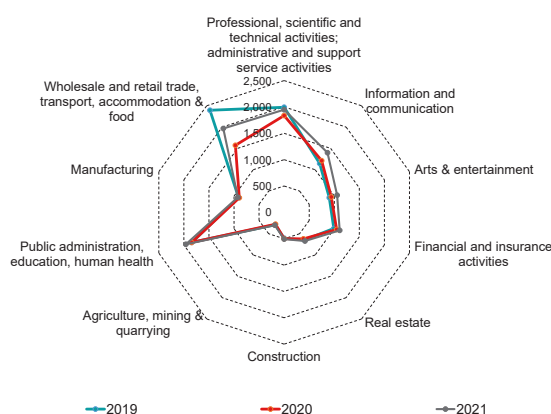 Professional, scientific and
technical activities;
administrative and support
service activities
2,500
Wholesale and retail trade,
transport, accommodation &
food
Information and
communication
2,000
1,500
Manufacturing
1,000
Arts & entertainment
500
0
Public administration,
education, human health
Financial and insurance
activities
Agriculture, mining &
quarrying
Real estate
Construction
2019
2020
2021